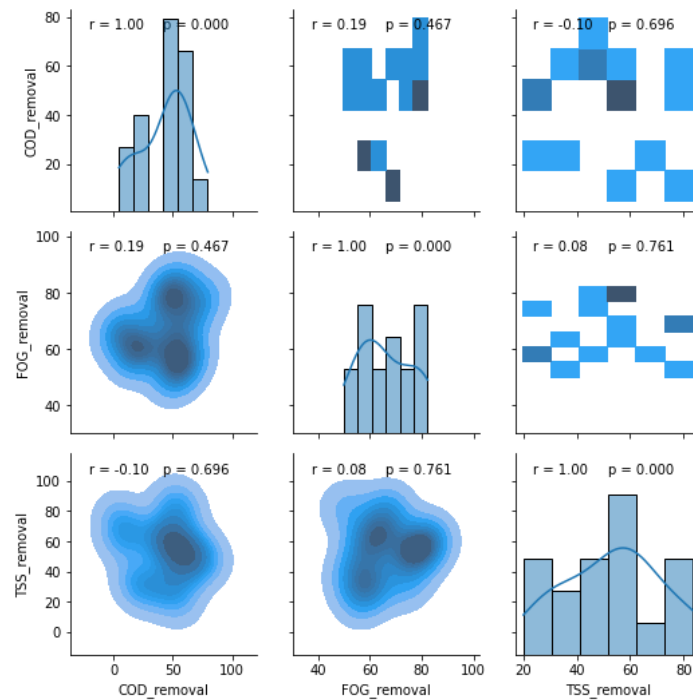 80
r = 1.00 p = 0.000
r = 0.19 p = 0.467
r = -0.10 p = 0.696
60
COD_removal
40
20
100
r = 0.19 p = 0.467
r = 1.00 p = 0.000
r = 0.08 p = 0.761
80
FOG_removal
60
40
r = -0.10 p = 0.696
r = 0.08 p = 0.761
r = 1.00 p = 0.000
100
80
60
TSS_removal
40
20
0
0 50 100
40 60 80 100
20 40 60 80
COD_removal
FOG_removal
TSS_removal